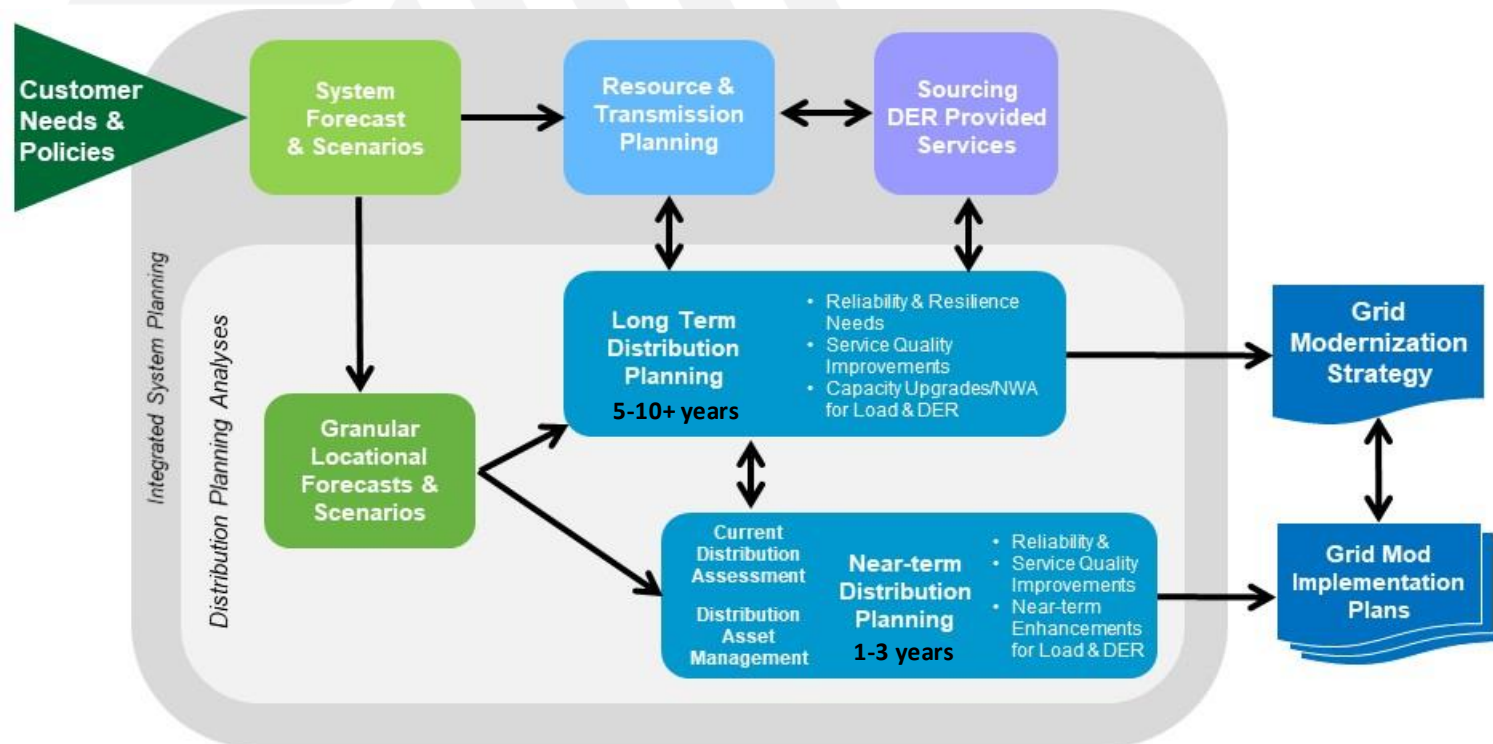 Customer
Needs &
Policies
System
Forecast
& Scenarios
Resource &
Transmission
Planning
Sourcing
DER Provided
Services
Integrated System Planning
Distribution Planning Analyses
Granular
Locational
Forecasts &
Scenarios
Long Term
Distribution
Planning
5-10+ years
• Reliability & Resilience
Needs
• Service Quality
Improvements
• Capacity Upgrades/NWA
for Load & DER
Current
Distribution
Assessment
Distribution
Asset
Management
Near-term
Distribution
Planning
1-3 years
• Reliability &
• Service Quality
Improvements
• Near-term
Enhancements
for Load & DER
Grid
Modernization
Strategy
Grid Mod
Implementation
Plans